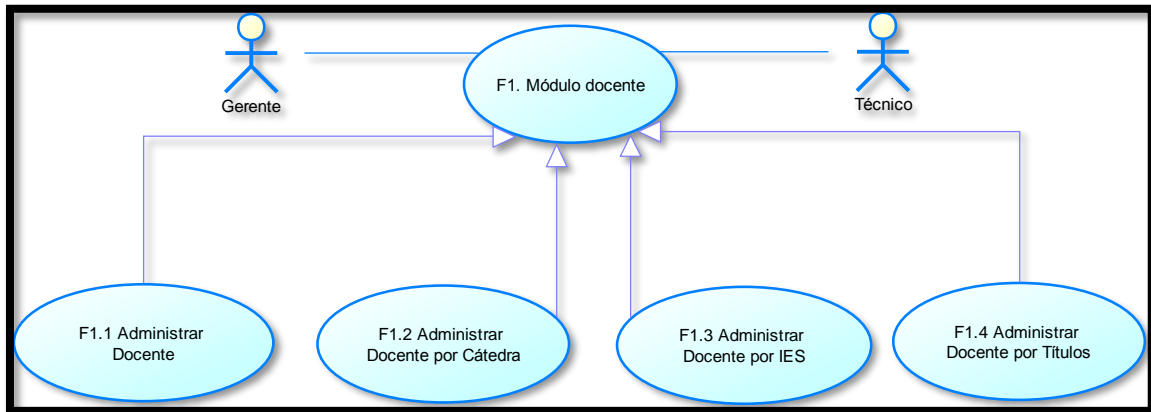 F1. Módulo docente
Gerente
Técnico
F1.1 Administrar
Docente
F1.2 Administrar
Docente por Cátedra
F1.3 Administrar
Docente por IES
F1.4 Administrar
Docente por Títulos